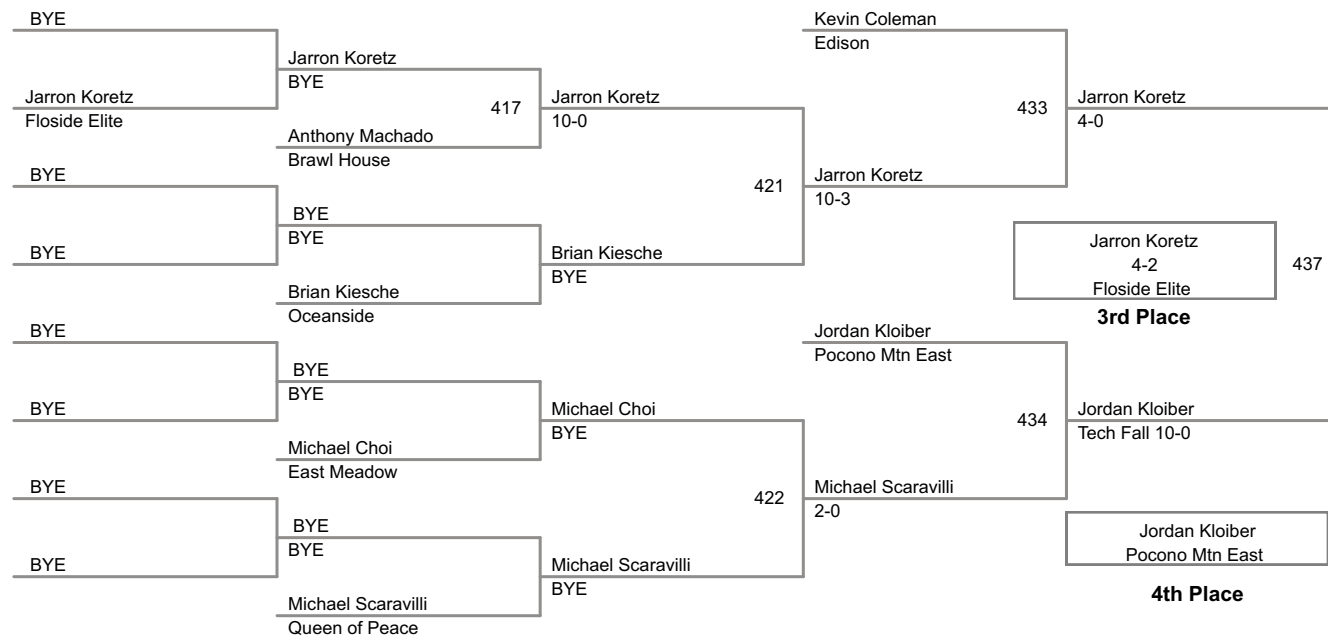 BYE
Jarron Koretz
Floside Elite
BYE
BYE
BYE
BYE
BYE
BYE
Jarron Koretz
BYE
417
Anthony Machado
Brawl House
BYE
BYE
Brian Kiesche
Oceanside
BYE
BYE
Michael Choi
East Meadow
BYE
BYE
Michael Scaravilli
Queen of Peace
Jarron Koretz
10-0
421
Brian Kiesche
BYE
Michael Choi
BYE
422
Michael Scaravilli
BYE
Kevin Coleman
Edison
433
Jarron Koretz
10-3
Jordan Kloiber
Pocono Mtn East
434
Michael Scaravilli
2-0
Jarron Koretz
4-0
Jarron Koretz
4-2
Floside Elite
437
3rd Place
Jordan Kloiber
Tech Fall 10-0
Jordan Kloiber
Pocono Mtn East
4th Place